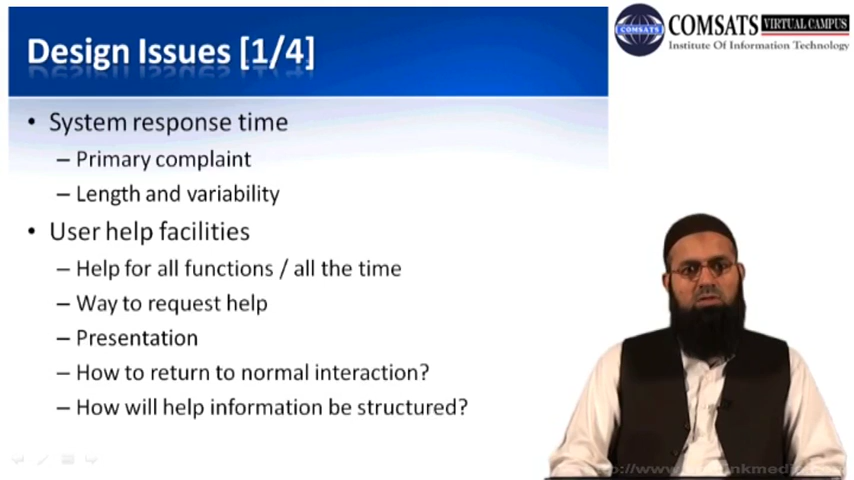 Design Issues [1/4]
COMSATS VIRTUAL CAMPUS
COMSATS
Institute Of Information Technology
• System response time
– Primary complaint
– Length and variability
• User help facilities
– Help for all functions / all the time
– Way to request help
– Presentation
– How to return to normal interaction?
– How will help information be structured?